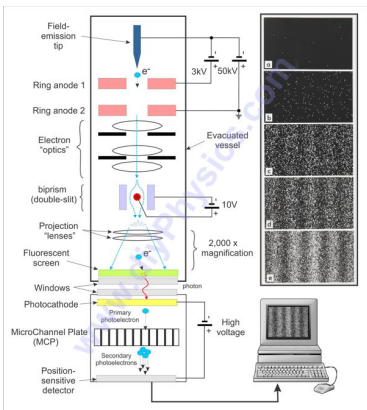 Field-
emission
tip
e⁻
3kV
50kV
Ring anode 1
Ring anode 2
Electron
"optics"
Evacuated
vessel
biprism
(double-slit)
10V
Projection
"lenses"
2,000 x
magnification
Fluorescent
screen
e⁻
photon
Windows
Photocathode
Primary
photoelectron
High
voltage
MicroChannel Plate
(MCP)
Secondary
photoelectrons
Position-
sensitive
detector
a
b
c
d
e